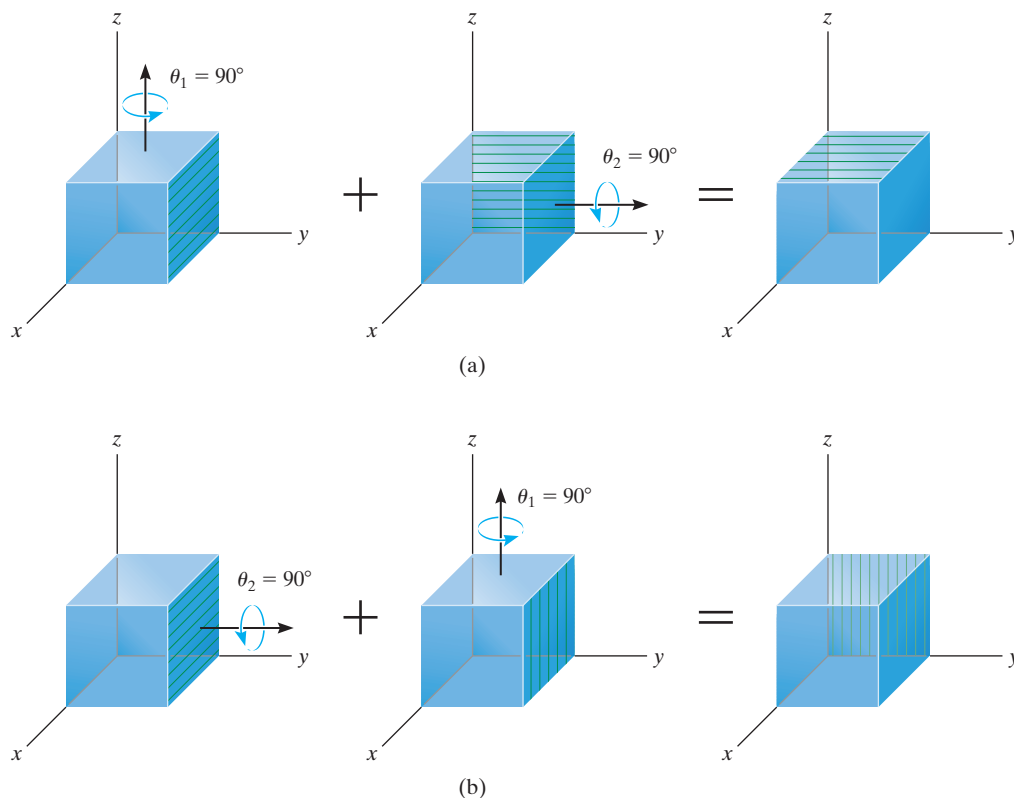 z z z
θ₁ = 90°
θ₂ = 90°
+ =
y y y
x x x
(a)
z z z
θ₁ = 90°
θ₂ = 90°
+ =
y y y
x x x
(b)